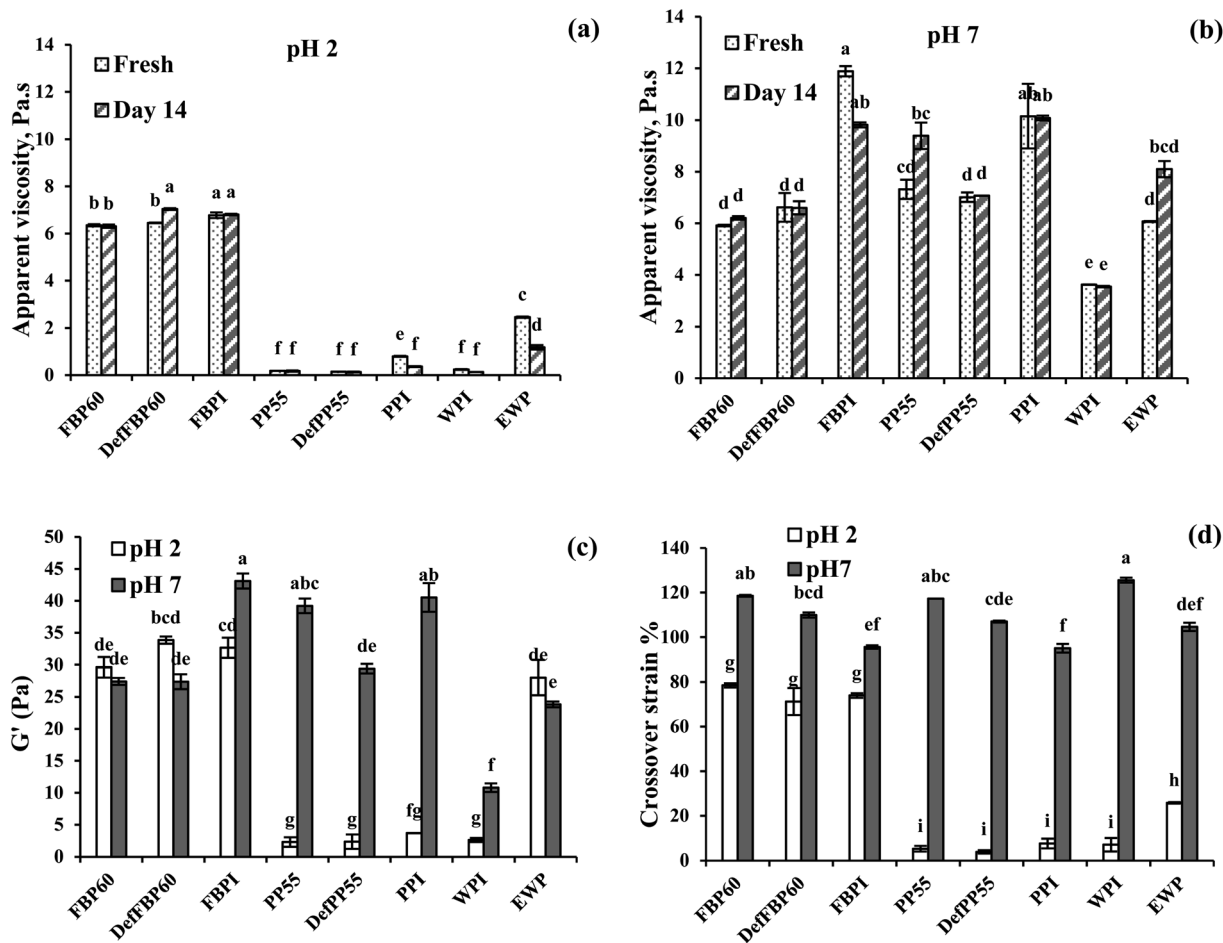 (a)
pH 2
Fresh
Day 14
Apparent viscosity, Pa.s
14
12
10
8
6
4
2
0
b b
b a
a a
f f
f f
e f
f f
c d
FBP60 DefFBP60 FBPI PP55 DefPP55 PPI WPI EWP
(b)
pH 7
Fresh
Day 14
Apparent viscosity, Pa.s
14
12
10
8
6
4
2
0
d d
d d
a ab
cd bc
d d
ab ab
e e
d bcd
FBP60 DefFBP60 FBPI PP55 DefPP55 PPI WPI EWP
(c)
pH 2
pH 7
G' (Pa)
50
45
40
35
30
25
20
15
10
5
0
de de
bcd de
cd a
g abc
g de
fg ab
g f
de e
FBP60 DefFBP60 FBPI PP55 DefPP55 PPI WPI EWP
(d)
pH 2
pH7
Crossover strain %
140
120
100
80
60
40
20
0
g ab
g bcd
g ef
i abc
i cde
i f
i a
h def
FBP60 DefFBP60 FBPI PP55 DefPP55 PPI WPI EWP